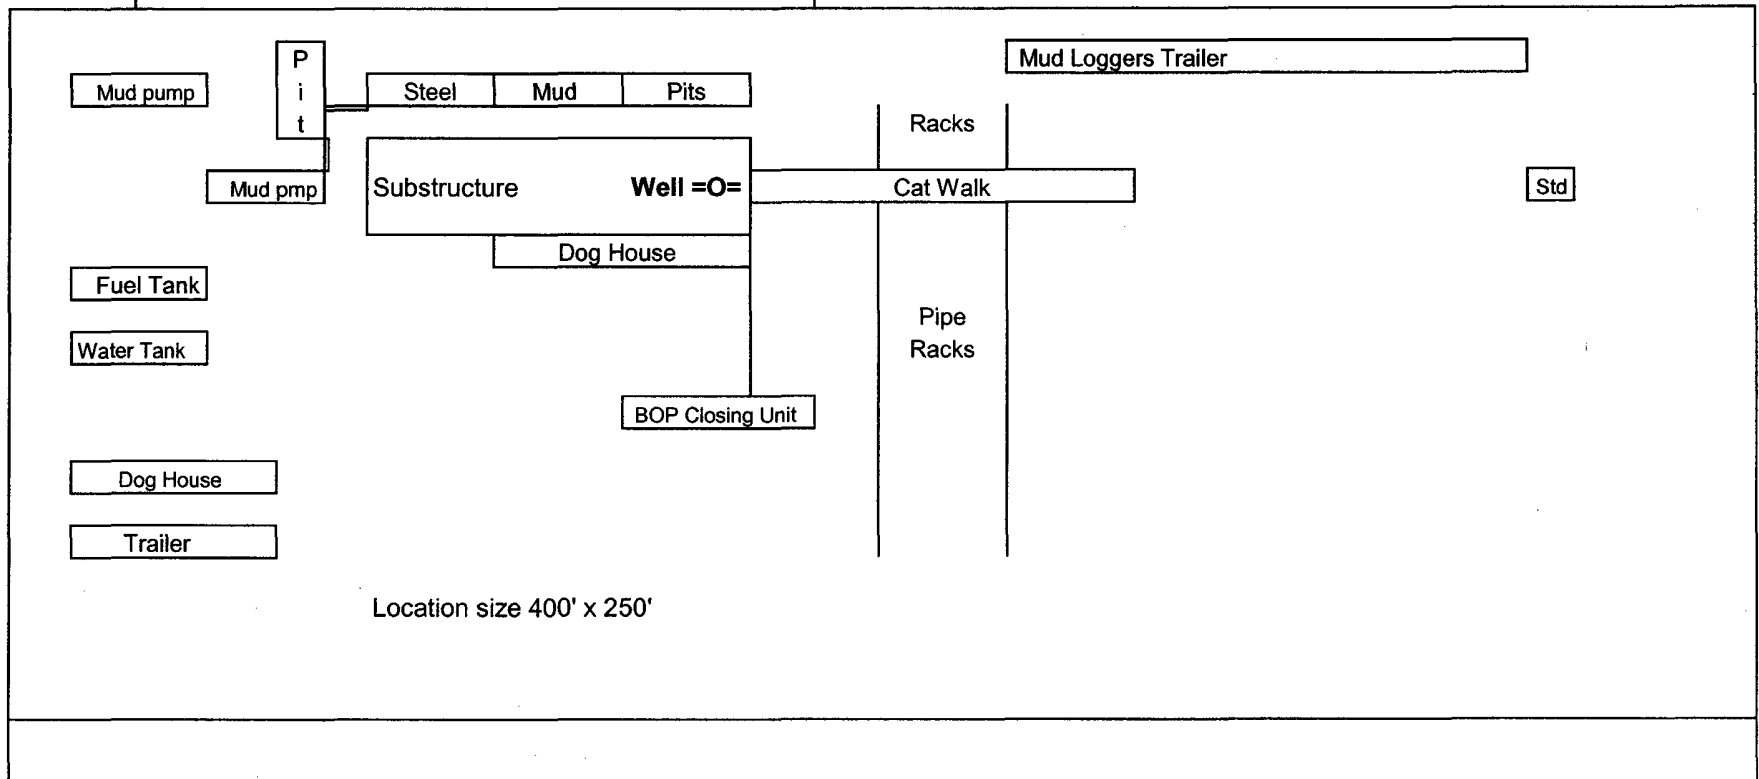 Mud Loggers Trailer
P
i
t
Mud pump
Steel Mud Pits
Racks
Mud pmp
Substructure Well =O=
Cat Walk
Std
Dog House
Fuel Tank
Pipe
Racks
Water Tank
BOP Closing Unit
Dog House
Trailer
Location size 400' x 250'